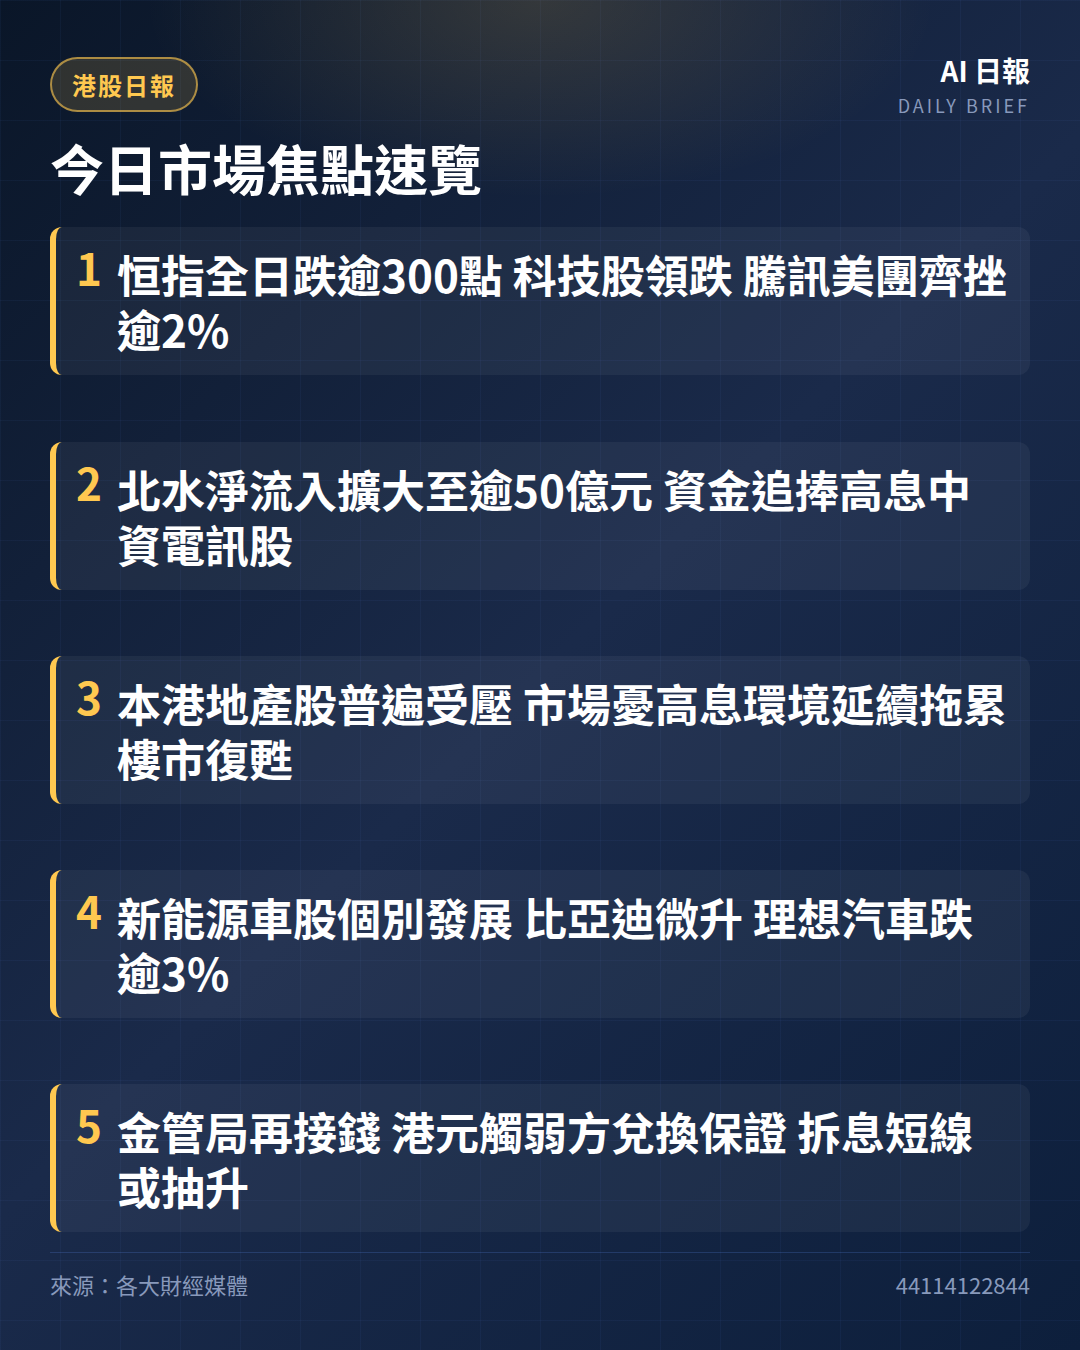 港股日報
AI 日報
DAILY BRIEF
今日市場焦點速覽
1 恒指全日跌逾300點 科技股領跌 騰訊美團齊挫
逾2%
2 北水淨流入擴大至逾50億元 資金追捧高息中
資電訊股
3 本港地產股普遍受壓 市場憂高息環境延續拖累
樓市復甦
4 新能源車股個別發展 比亞迪微升 理想汽車跌
逾3%
5 金管局再接錢 港元觸弱方兌換保證 拆息短線
或抽升
來源：各大財經媒體
44114122844